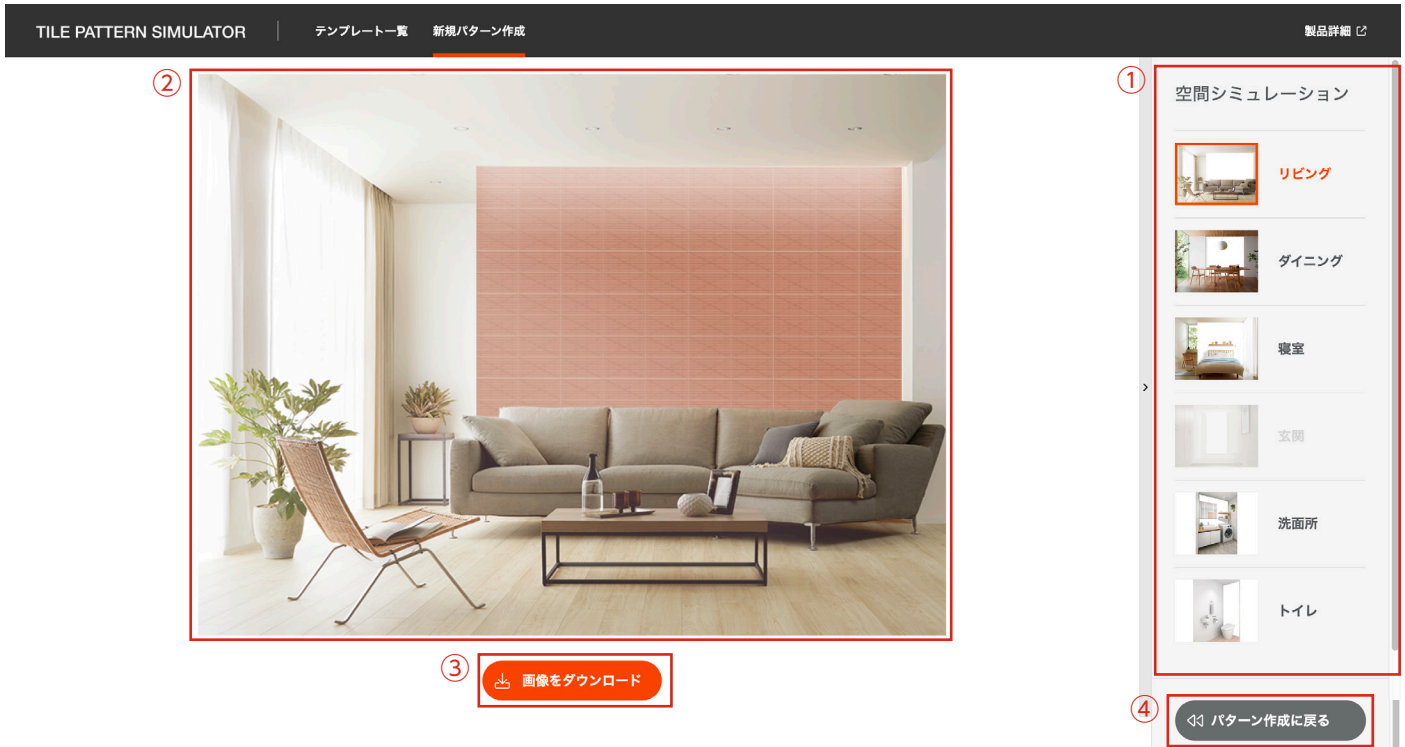 TILE PATTERN SIMULATOR
テンプレート一覧
新規パターン作成
製品詳細
②
①
空間シミュレーション
リビング
ダイニング
寝室
玄関
洗面所
トイレ
③
画像をダウンロード
④
パターン作成に戻る